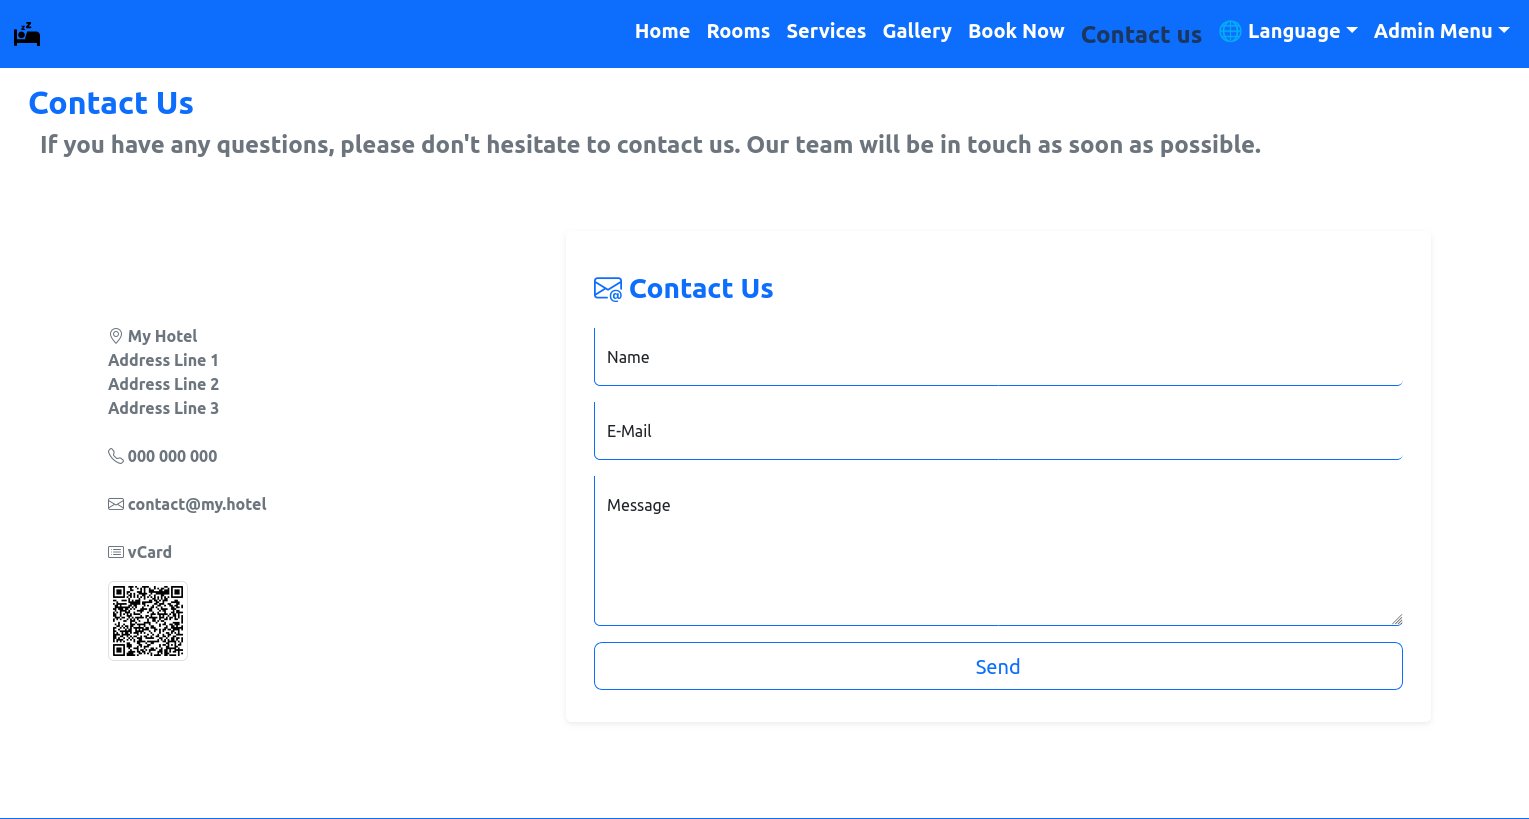 Home Rooms Services Gallery Book Now Contact us 🌐 Language Admin Menu
Contact Us
If you have any questions, please don't hesitate to contact us. Our team will be in touch as soon as possible.
My Hotel
Address Line 1
Address Line 2
Address Line 3
000 000 000
contact@my.hotel
vCard
Contact Us
Name
E-Mail
Message
Send